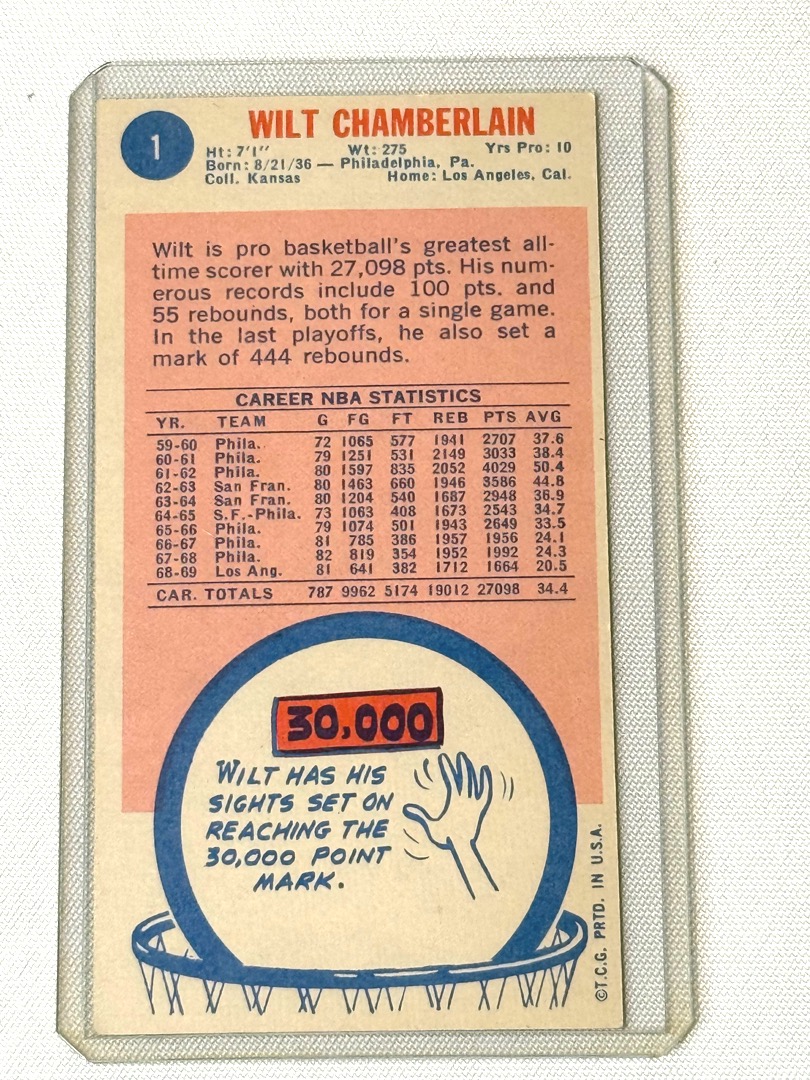 1
WILT CHAMBERLAIN
Ht: 7'1" Wt: 275 Yrs Pro: 10
Born: 8/21/36 — Philadelphia, Pa.
Coll. Kansas Home: Los Angeles, Cal.
Wilt is pro basketball's greatest all-
time scorer with 27,098 pts. His num-
erous records include 100 pts. and
55 rebounds, both for a single game.
In the last playoffs, he also set a
mark of 444 rebounds.
CAREER NBA STATISTICS
YR. TEAM G FG FT REB PTS AVG
59-60 Phila. 72 1065 577 1941 2707 37.6
60-61 Phila. 79 1251 531 2149 3033 38.4
61-62 Phila. 80 1597 835 2052 4029 50.4
62-63 San Fran. 80 1463 660 1946 3586 44.8
63-64 San Fran. 80 1204 540 1687 2948 36.9
64-65 S.F.-Phila. 73 1063 408 1673 2543 34.7
65-66 Phila. 79 1074 501 1943 2649 33.5
66-67 Phila. 81 785 386 1957 1956 24.1
67-68 Phila. 82 819 354 1952 1992 24.3
68-69 Los Ang. 81 641 382 1712 1664 20.5
CAR. TOTALS 787 9962 5174 19012 27098 34.4
30,000
WILT HAS HIS
SIGHTS SET ON
REACHING THE
30,000 POINT
MARK.
©T.C.G. PRTD. IN U.S.A.